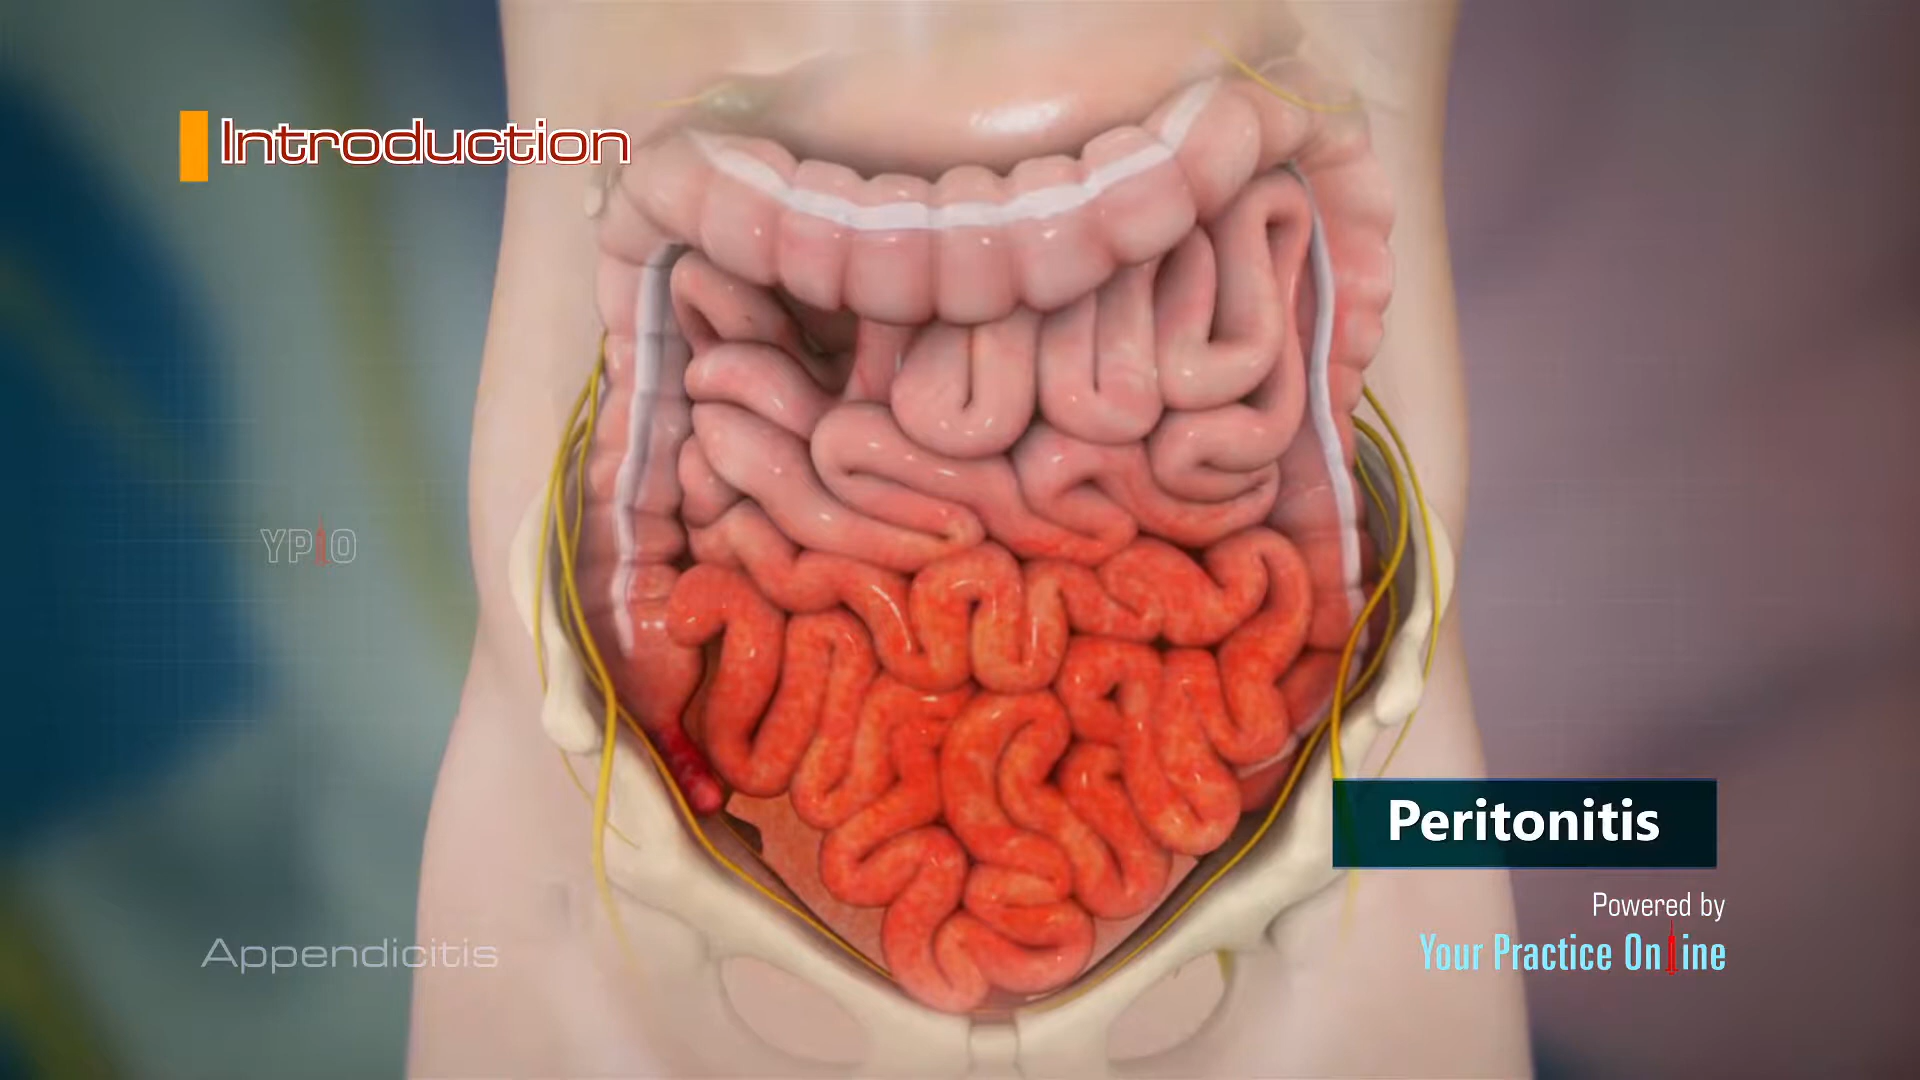 Introduction
YPO
Peritonitis
Powered by
Your Practice Online
Appendicitis